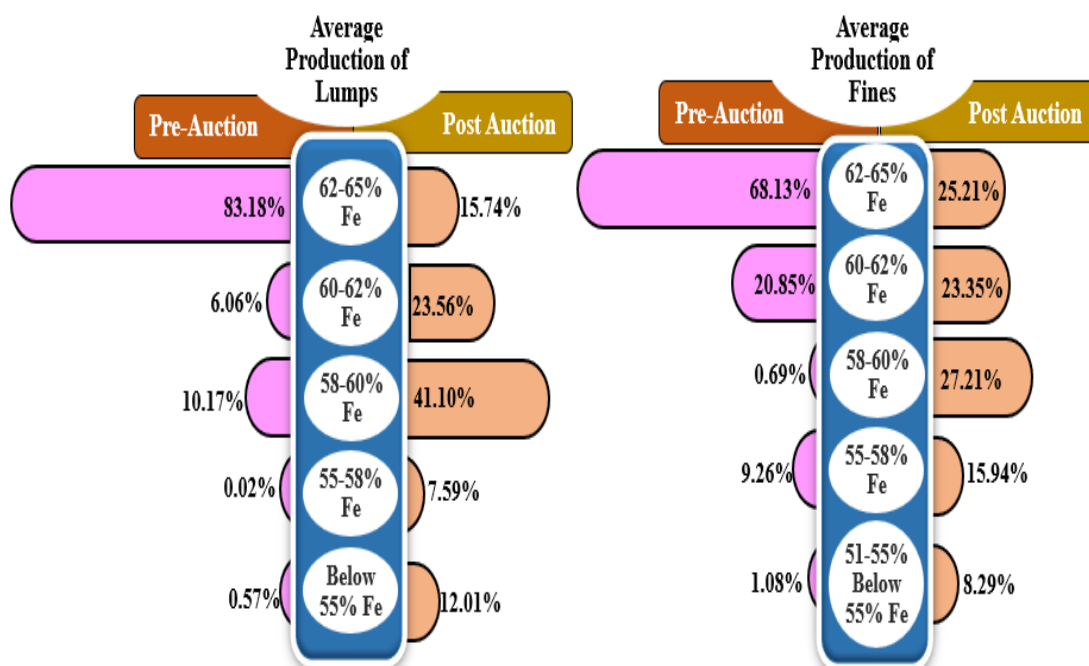 Average
Production of
Lumps
Pre-Auction
Post Auction
83.18%
62-65%
Fe
15.74%
6.06%
60-62%
Fe
23.56%
10.17%
58-60%
Fe
41.10%
0.02%
55-58%
Fe
7.59%
0.57%
Below
55% Fe
12.01%
Average
Production of
Fines
Pre-Auction
Post Auction
68.13%
62-65%
Fe
25.21%
20.85%
60-62%
Fe
23.35%
0.69%
58-60%
Fe
27.21%
9.26%
55-58%
Fe
15.94%
1.08%
51-55%
Below
55% Fe
8.29%